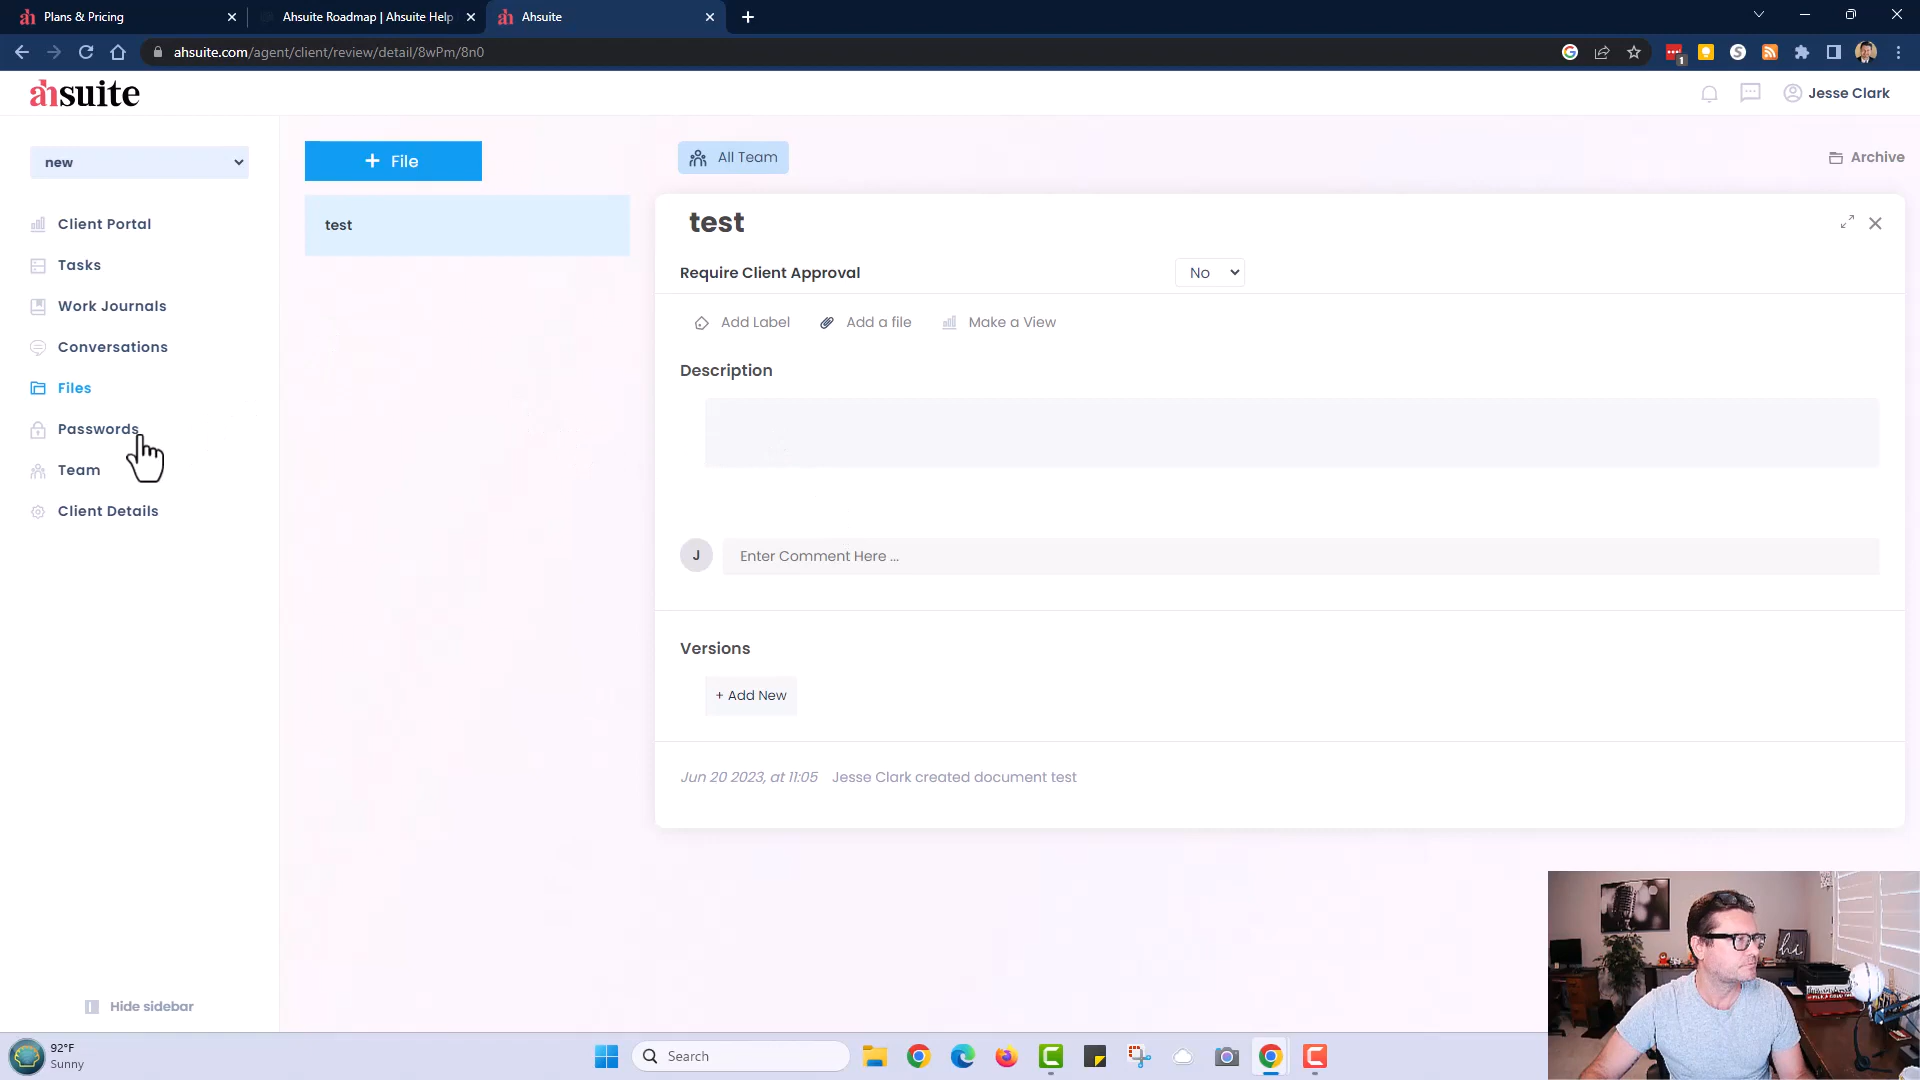 Plans & Pricing
Ahsuite Roadmap | Ahsuite Help
Ahsuite
ahsuite.com/agent/client/review/detail/8wPm/8n0
1
ahsuite
Jesse Clark
new
+ File
All Team
Archive
Client Portal
test
test
Tasks
Require Client Approval
No
Work Journals
Add Label
Add a file
Make a View
Conversations
Description
Files
Passwords
Team
Client Details
J
Enter Comment Here ...
Versions
+ Add New
Jun 20 2023, at 11:05
Jesse Clark created document test
hi
Hide sidebar
92°F
Sunny
Search